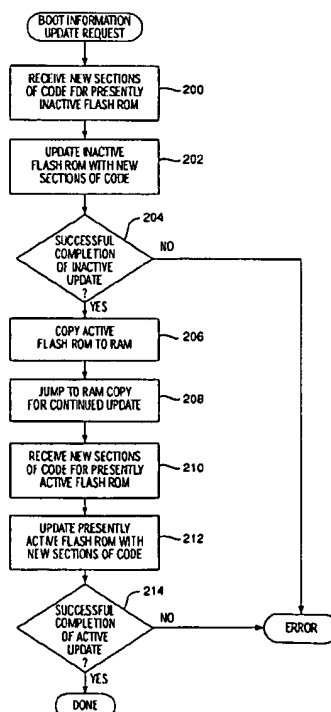 BOOT INFORMATION
UPDATE REQUEST
RECEIVE NEW SECTIONS
OF CODE FOR PRESENTLY
INACTIVE FLASH ROM
200
UPDATE INACTIVE
FLASH ROM WITH NEW
SECTIONS OF CODE
202
204
SUCCESSFUL
COMPLETION
OF INACTIVE
UPDATE
?
NO
YES
COPY ACTIVE
FLASH ROM TO RAM
206
JUMP TO RAM COPY
FOR CONTINUED UPDATE
208
RECEIVE NEW SECTIONS
OF CODE FOR PRESENTLY
ACTIVE FLASH ROM
210
UPDATE PRESENTLY
ACTIVE FLASH ROM WITH
NEW SECTIONS OF CODE
212
214
SUCCESSFUL
COMPLETION
OF ACTIVE
UPDATE
?
NO
ERROR
YES
DONE